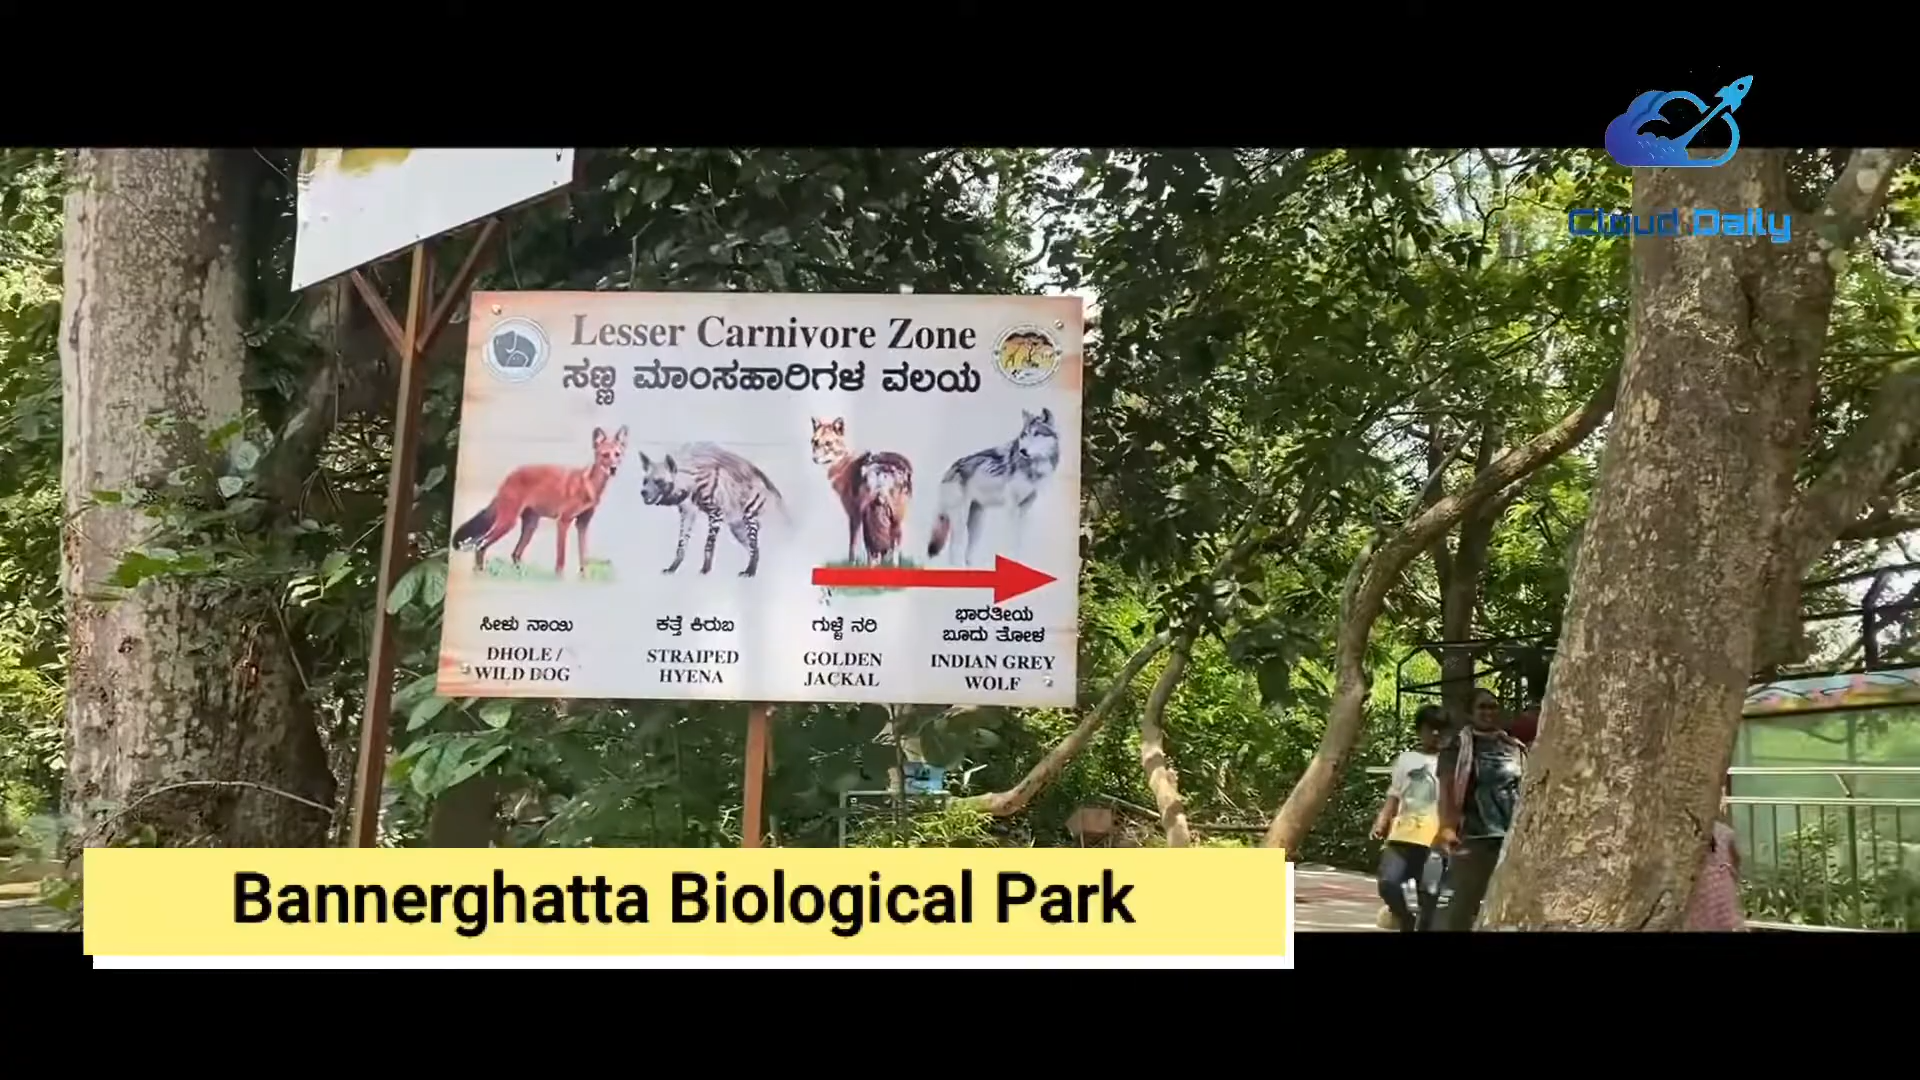 Cloud Daily
Lesser Carnivore Zone
ಸಣ್ಣ ಮಾಂಸಹಾರಿಗಳ ವಲಯ
ಸೀಳು ನಾಯಿ
DHOLE /
WILD DOG
ಕತ್ತೆ ಕಿರುಬ
STRAIPED
HYENA
ಗುಳ್ಳೆ ನರಿ
GOLDEN
JACKAL
ಭಾರತೀಯ
ಬೂದು ತೋಳ
INDIAN GREY
WOLF
Bannerghatta Biological Park